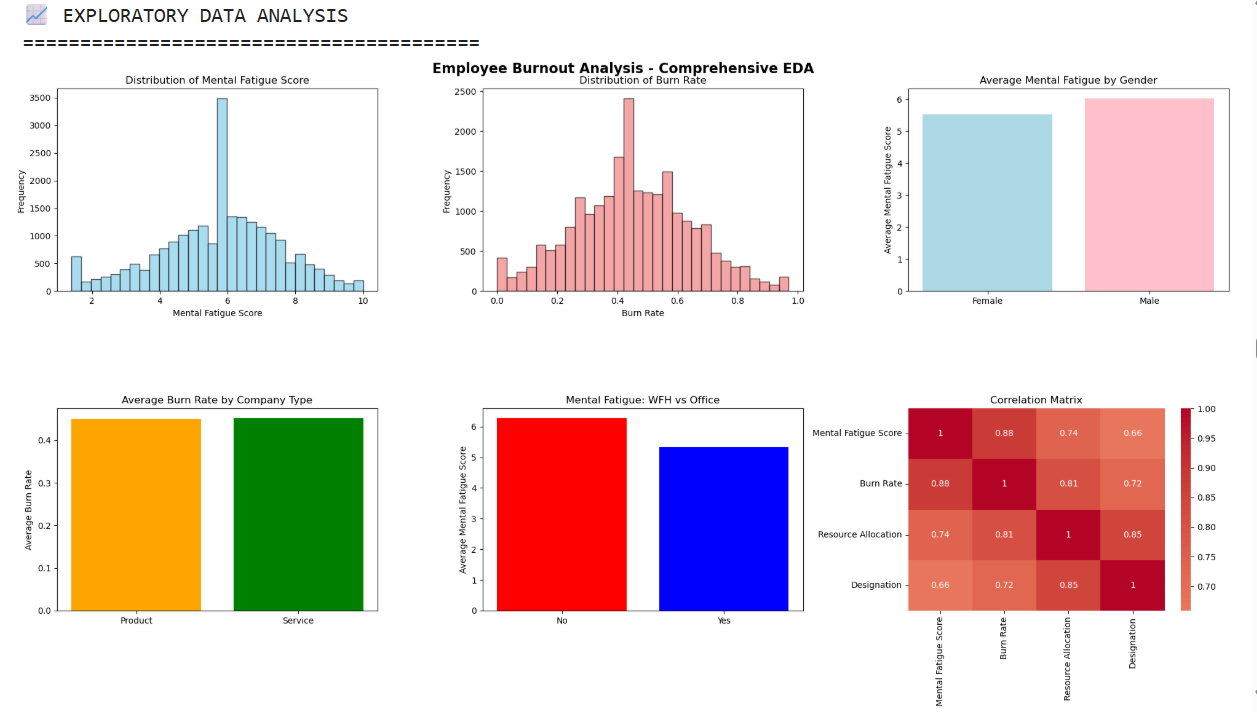 📈 EXPLORATORY DATA ANALYSIS
========================================
Employee Burnout Analysis - Comprehensive EDA
Distribution of Mental Fatigue Score
Frequency
3500
3000
2500
2000
1500
1000
500
0
2
4
6
8
10
Mental Fatigue Score
Distribution of Burn Rate
Frequency
2500
2000
1500
1000
500
0
0.0
0.2
0.4
0.6
0.8
1.0
Burn Rate
Average Mental Fatigue by Gender
Average Mental Fatigue Score
6
5
4
3
2
1
0
Female
Male
Average Burn Rate by Company Type
Average Burn Rate
0.4
0.3
0.2
0.1
0.0
Product
Service
Mental Fatigue: WFH vs Office
Average Mental Fatigue Score
6
5
4
3
2
1
0
No
Yes
Correlation Matrix
Mental Fatigue Score 1 0.88 0.74 0.66
Burn Rate 0.88 1 0.81 0.72
Resource Allocation 0.74 0.81 1 0.85
Designation 0.66 0.72 0.85 1
Mental Fatigue Score
Burn Rate
Resource Allocation
Designation
1.00
0.95
0.90
0.85
0.80
0.75
0.70